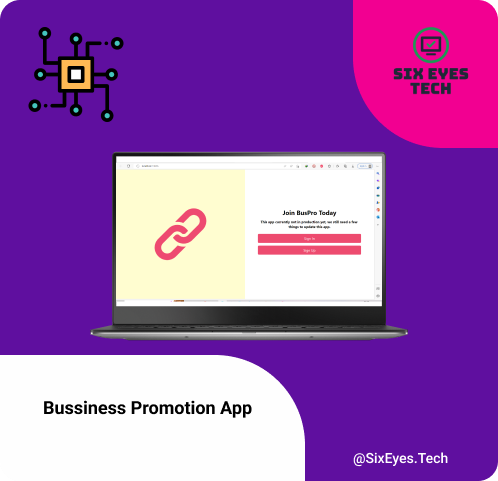 SIX EYES
TECH
Join BusPro Today
This app currently not in production yet, we still need a few
things to update this app.
Sign In
Sign Up
Bussiness Promotion App
@SixEyes.Tech